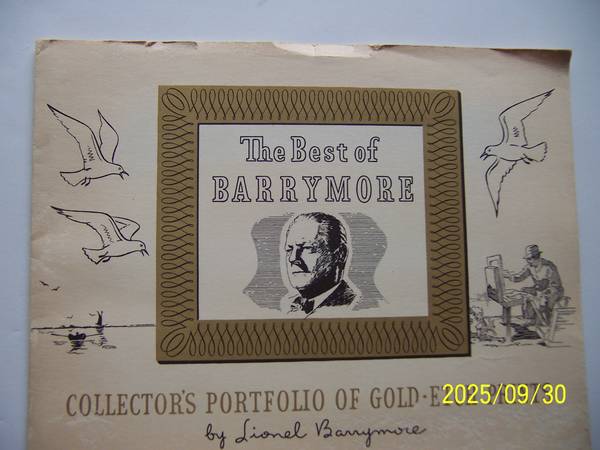 The Best of
BARRYMORE
COLLECTOR'S PORTFOLIO OF GOLD-
2025/09/30
by Lionel Barrymore